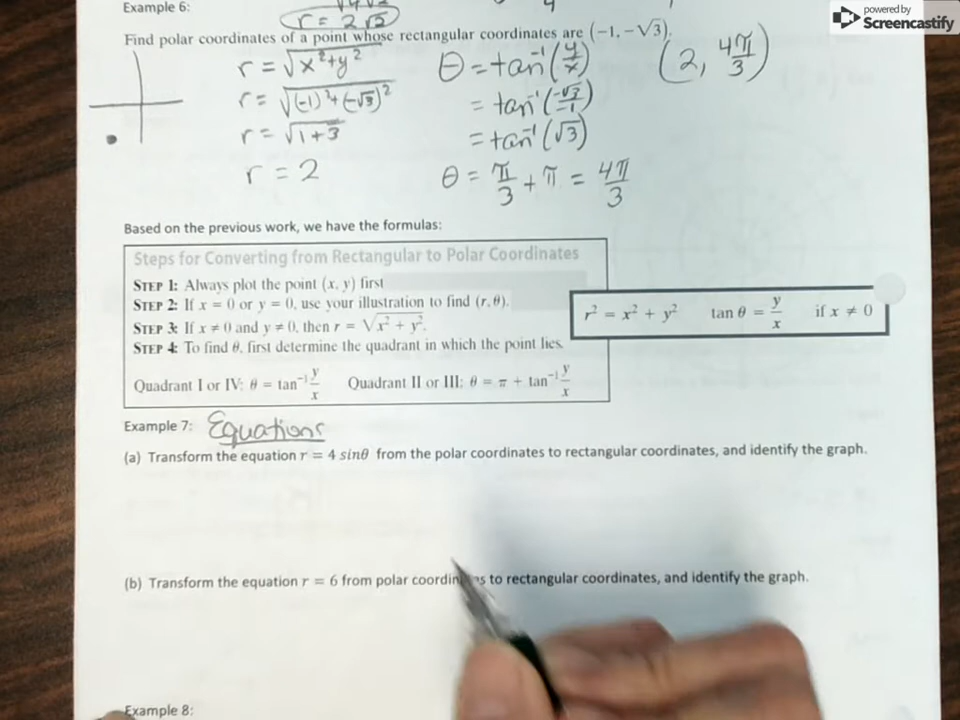 Example 6:
r = 2√2
Find polar coordinates of a point whose rectangular coordinates are (−1, −√3).
r = √x²+y²
θ = tan⁻¹(y/x)
(2, 4π/3)
r = √(-1)²+(-√3)²
= tan⁻¹(-√3/-1)
r = √1+3
= tan⁻¹(√3)
r = 2
θ = π/3 + π = 4π/3
Based on the previous work, we have the formulas:
Steps for Converting from Rectangular to Polar Coordinates
STEP 1: Always plot the point (x, y) first
STEP 2: If x = 0 or y = 0, use your illustration to find (r, θ).
STEP 3: If x ≠ 0 and y ≠ 0, then r = √x² + y².
STEP 4: To find θ, first determine the quadrant in which the point lies.
Quadrant I or IV: θ = tan⁻¹ y/x Quadrant II or III: θ = π + tan⁻¹ y/x
r² = x² + y² tan θ = y/x if x ≠ 0
Example 7: Equations
(a) Transform the equation r = 4 sinθ from the polar coordinates to rectangular coordinates, and identify the graph.
(b) Transform the equation r = 6 from polar coordinates to rectangular coordinates, and identify the graph.
Example 8:
powered by
Screencastify